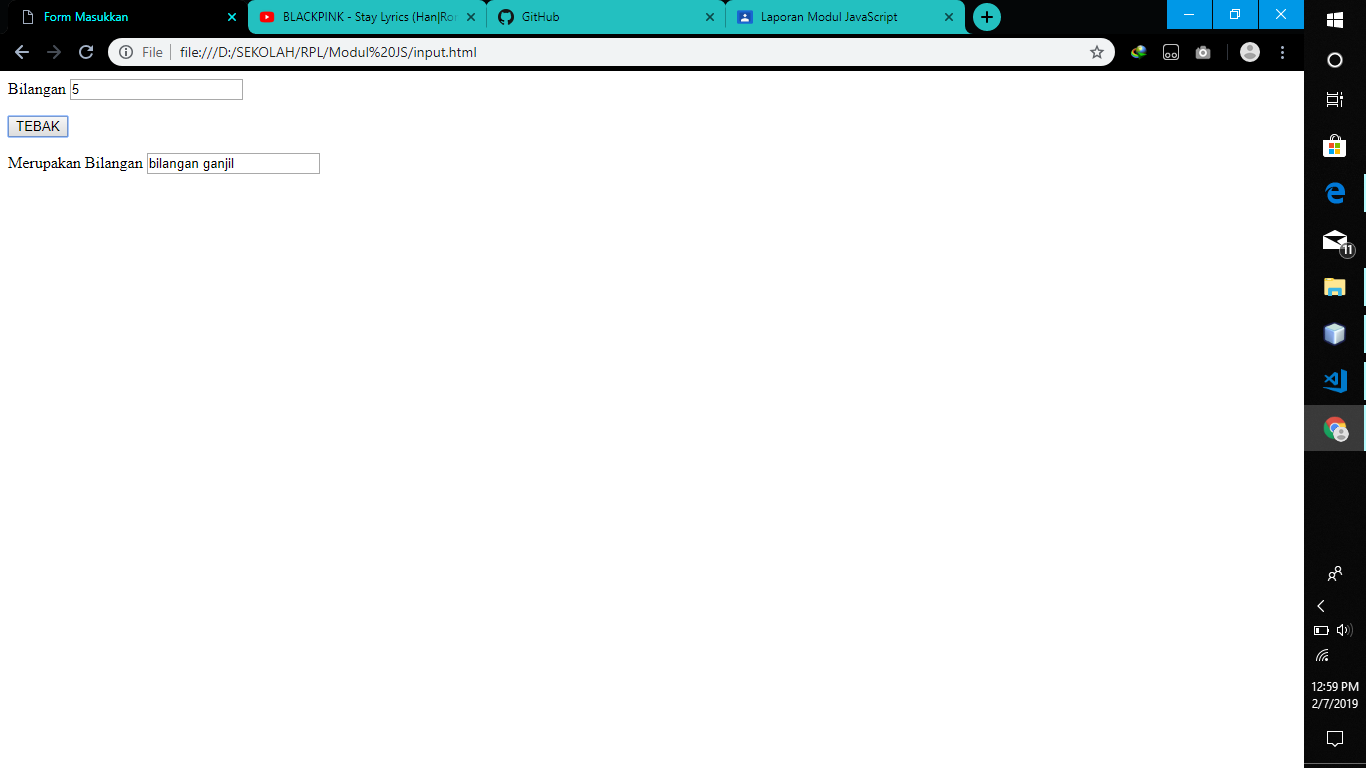 Form Masukkan
BLACKPINK - Stay Lyrics (Han|Ro
GitHub
Laporan Modul JavaScript
File
file:///D:/SEKOLAH/RPL/Modul%20JS/input.html
Bilangan 5
TEBAK
Merupakan Bilangan bilangan ganjil
11
12:59 PM
2/7/2019